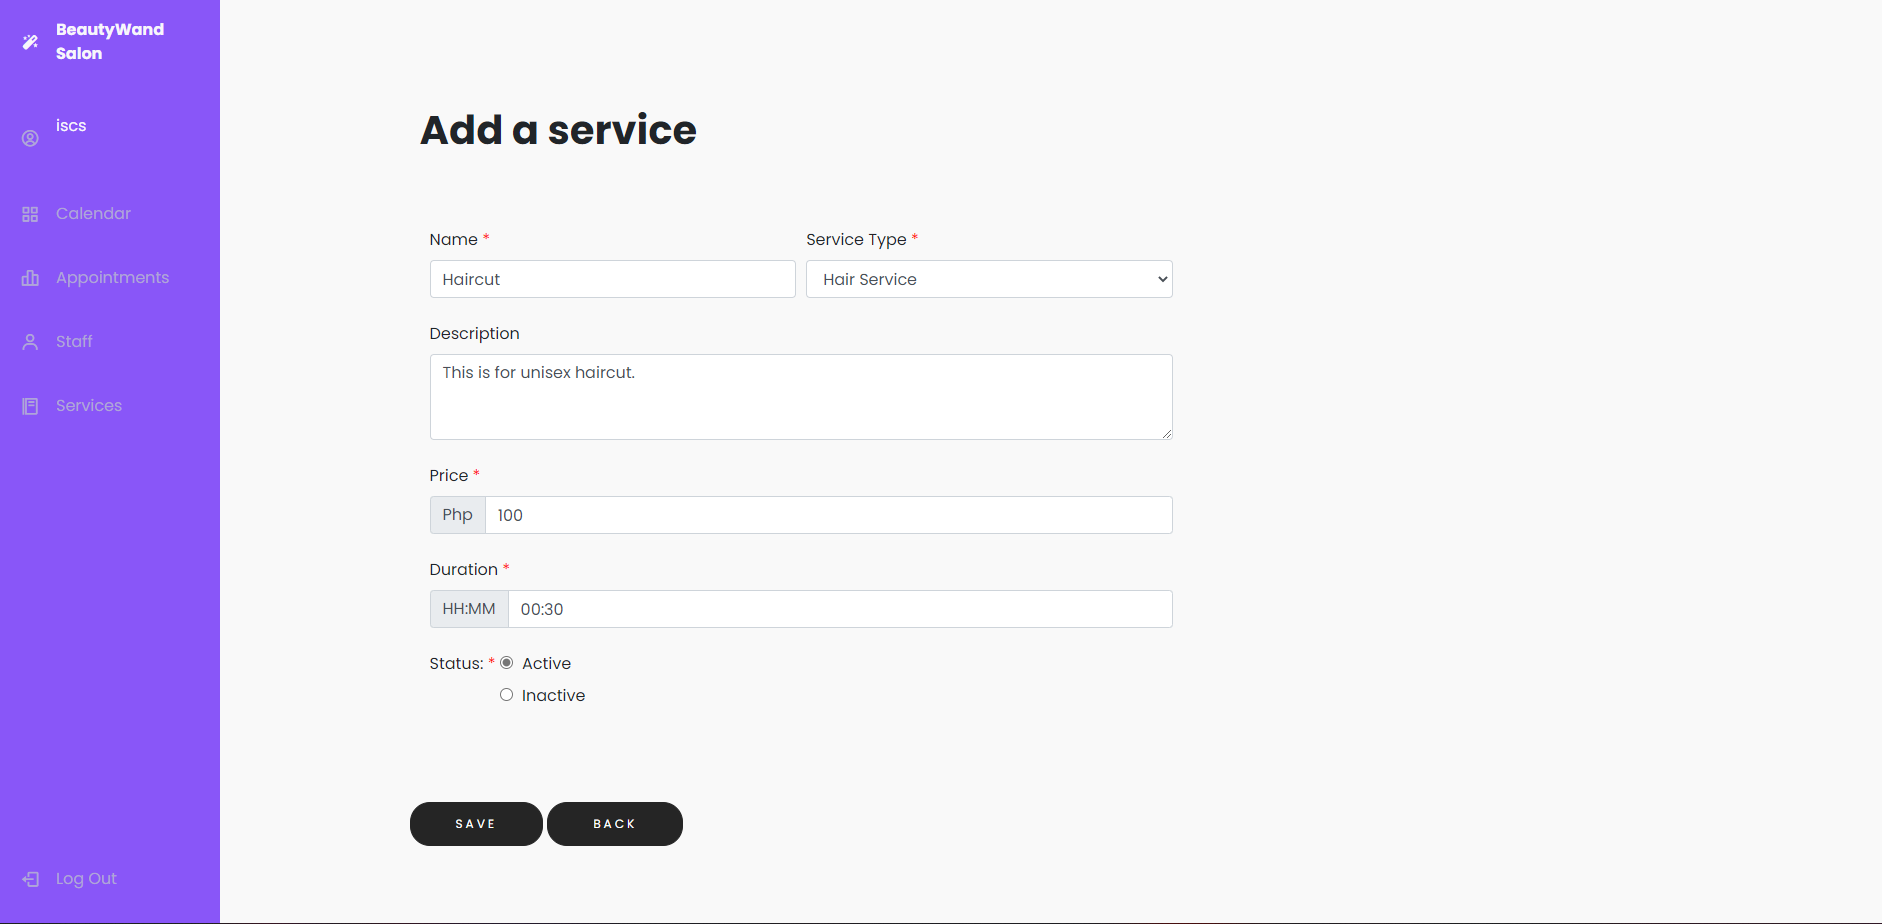 BeautyWand
Salon
iscs
Calendar
Appointments
Staff
Services
Log Out
Add a service
Name *
Service Type *
Haircut
Hair Service
Description
This is for unisex haircut.
Price *
Php 100
Duration *
HH:MM 00:30
Status: * Active
Inactive
SAVE BACK